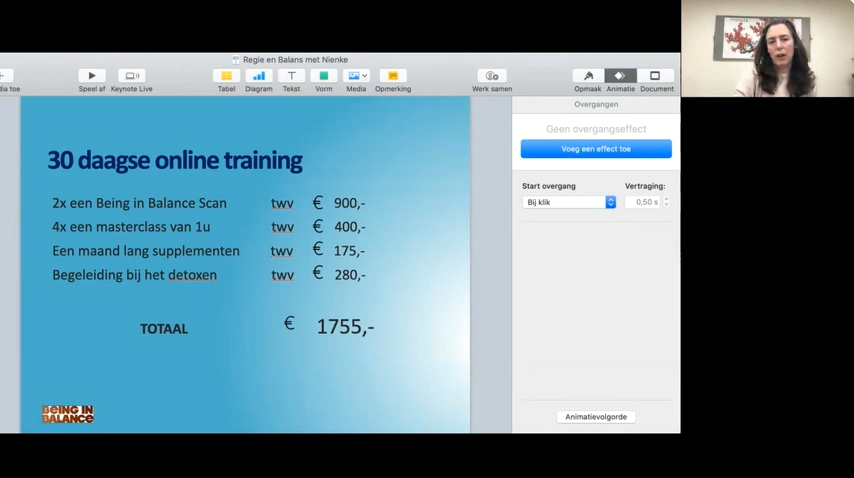 Regie en Balans met Nienke
dia toe Speel af Keynote Live Tabel Diagram Tekst Vorm Media Opmerking Werk samen Opmaak Animatie Document
Overgangen
Geen overgangseffect
Voeg een effect toe
Start overgang Vertraging:
Bij klik 0,50 s
30 daagse online training
2x een Being in Balance Scan twv € 900,-
4x een masterclass van 1u twv € 400,-
Een maand lang supplementen twv € 175,-
Begeleiding bij het detoxen twv € 280,-
TOTAAL € 1755,-
BEING IN
BALANCE
Animatievolgorde